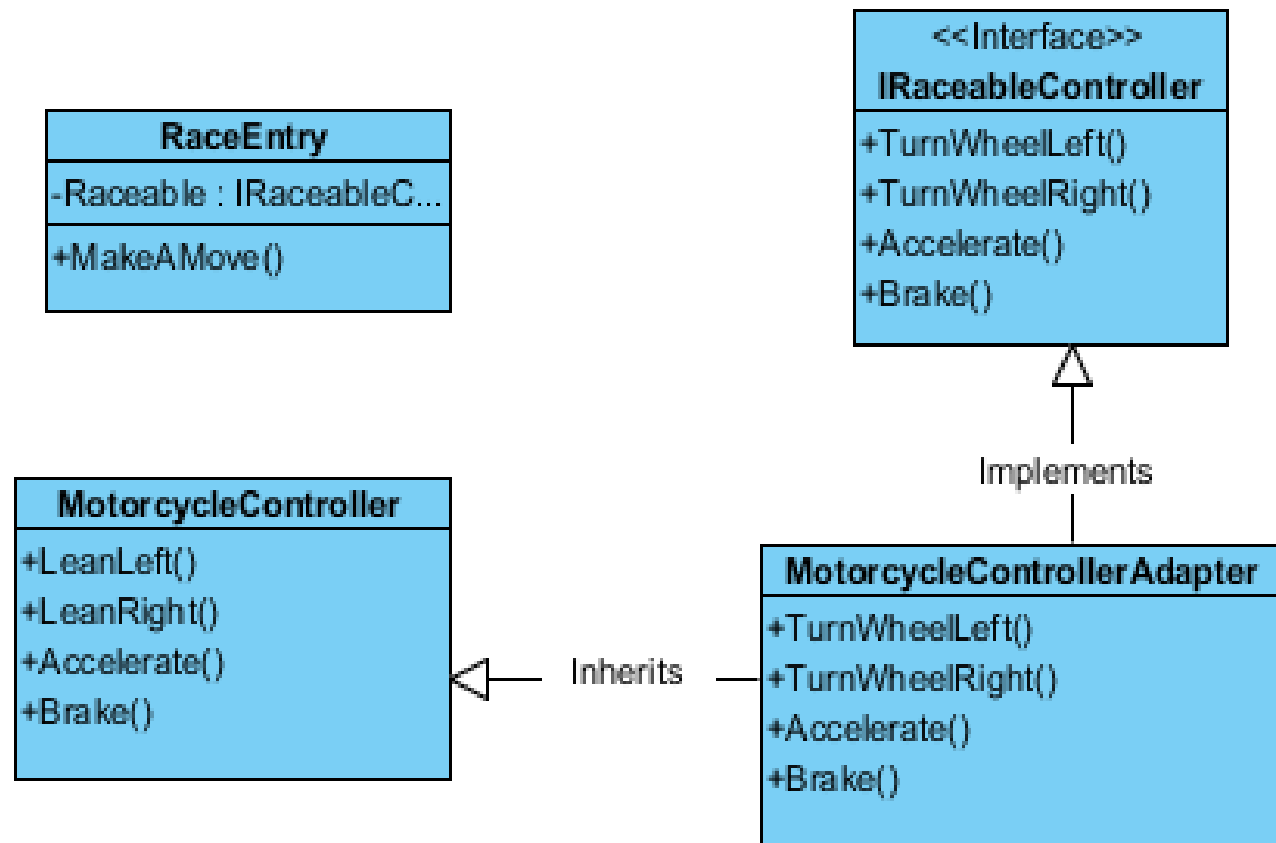 <<Interface>>
IRaceableController
+TurnWheelLeft()
+TurnWheelRight()
+Accelerate()
+Brake()
RaceEntry
-Raceable : IRaceableC...
+MakeAMove()
Implements
MotorcycleController
+LeanLeft()
+LeanRight()
+Accelerate()
+Brake()
Inherits
MotorcycleControllerAdapter
+TurnWheelLeft()
+TurnWheelRight()
+Accelerate()
+Brake()